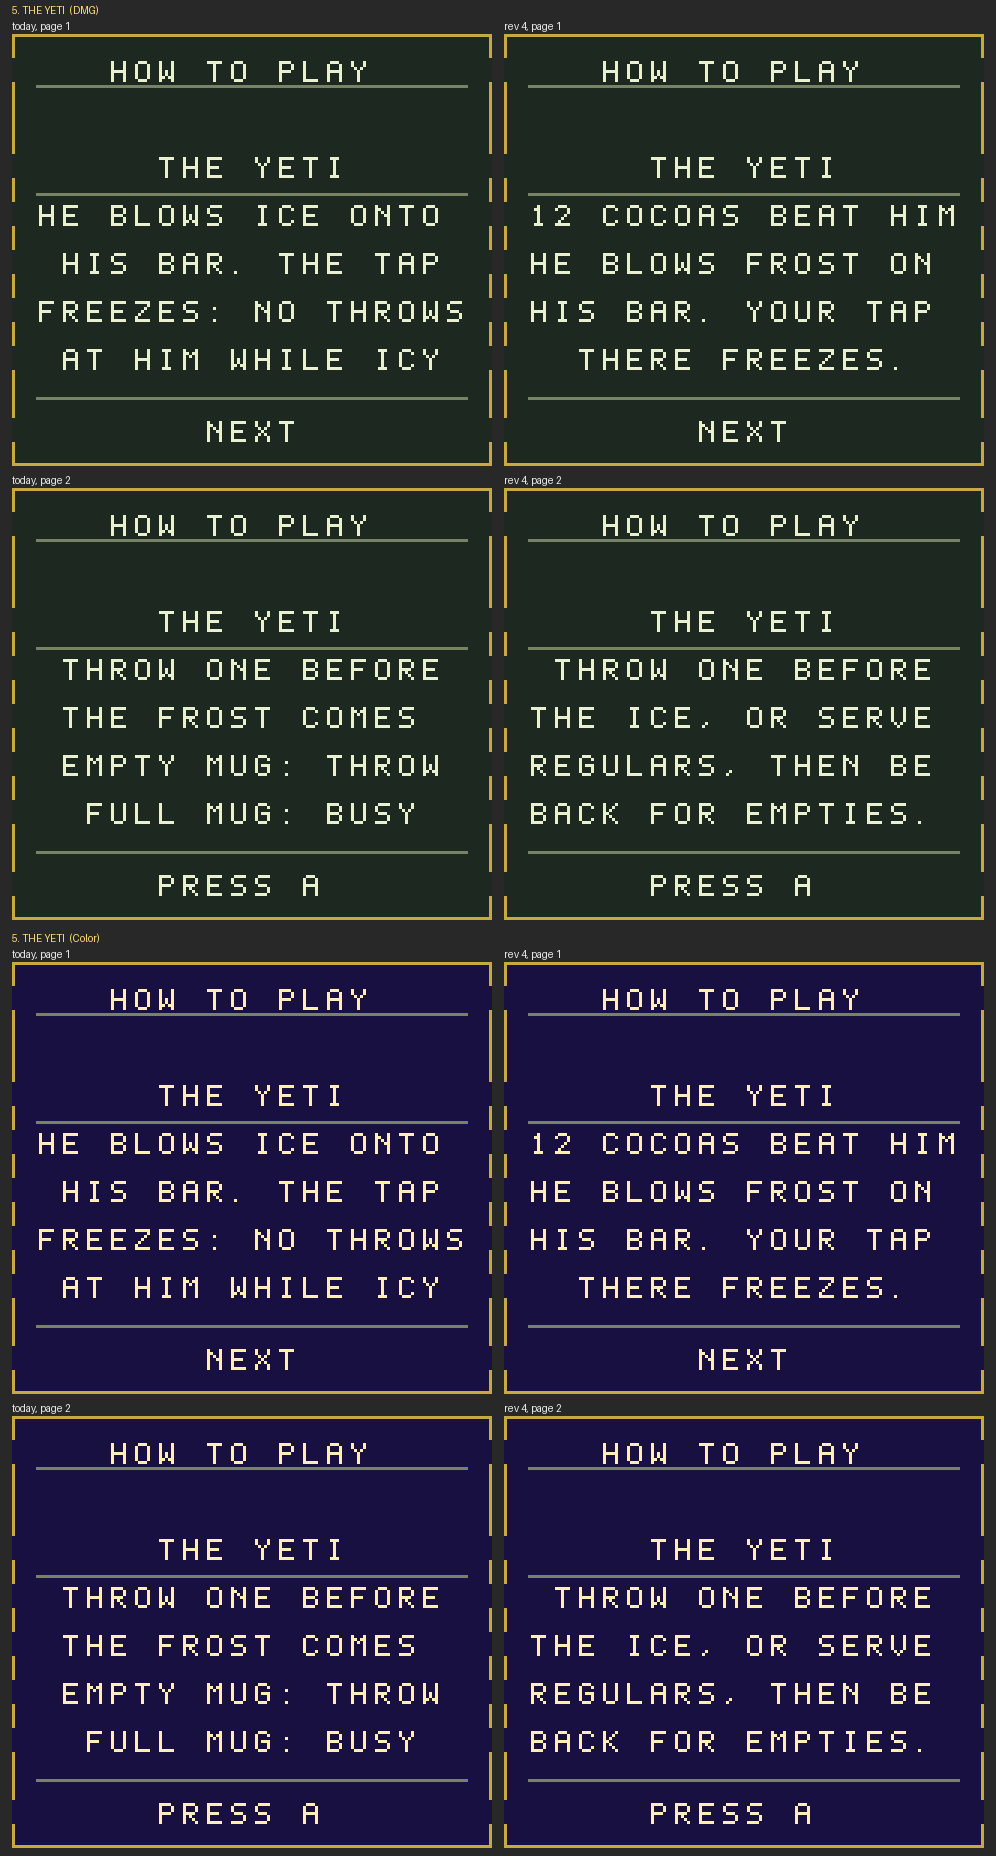 5. THE YETI (DMG)
today, page 1
HOW TO PLAY
THE YETI
HE BLOWS ICE ONTO
HIS BAR. THE TAP
FREEZES: NO THROWS
AT HIM WHILE ICY
NEXT
rev 4, page 1
HOW TO PLAY
THE YETI
12 COCOAS BEAT HIM
HE BLOWS FROST ON
HIS BAR. YOUR TAP
THERE FREEZES.
NEXT
today, page 2
HOW TO PLAY
THE YETI
THROW ONE BEFORE
THE FROST COMES
EMPTY MUG: THROW
FULL MUG: BUSY
PRESS A
rev 4, page 2
HOW TO PLAY
THE YETI
THROW ONE BEFORE
THE ICE, OR SERVE
REGULARS, THEN BE
BACK FOR EMPTIES.
PRESS A
5. THE YETI (Color)
today, page 1
HOW TO PLAY
THE YETI
HE BLOWS ICE ONTO
HIS BAR. THE TAP
FREEZES: NO THROWS
AT HIM WHILE ICY
NEXT
rev 4, page 1
HOW TO PLAY
THE YETI
12 COCOAS BEAT HIM
HE BLOWS FROST ON
HIS BAR. YOUR TAP
THERE FREEZES.
NEXT
today, page 2
HOW TO PLAY
THE YETI
THROW ONE BEFORE
THE FROST COMES
EMPTY MUG: THROW
FULL MUG: BUSY
PRESS A
rev 4, page 2
HOW TO PLAY
THE YETI
THROW ONE BEFORE
THE ICE, OR SERVE
REGULARS, THEN BE
BACK FOR EMPTIES.
PRESS A